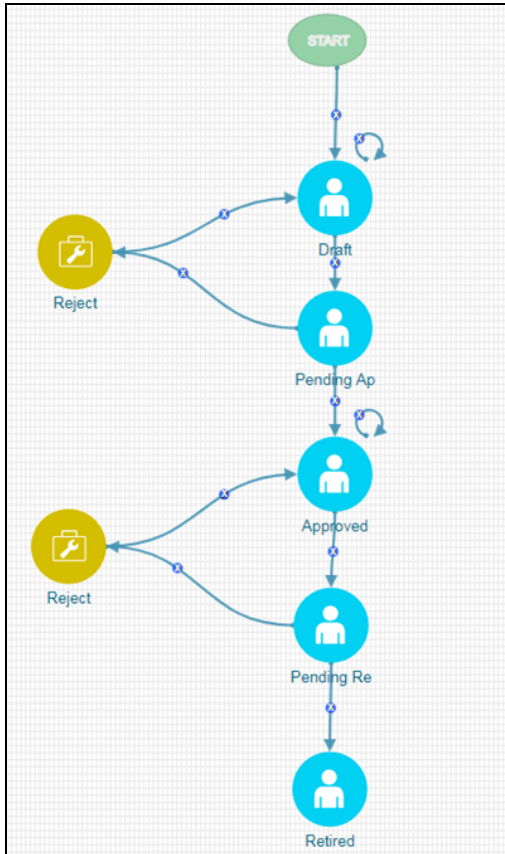 START
Draft
Reject
Pending Ap
Approved
Reject
Pending Re
Retired